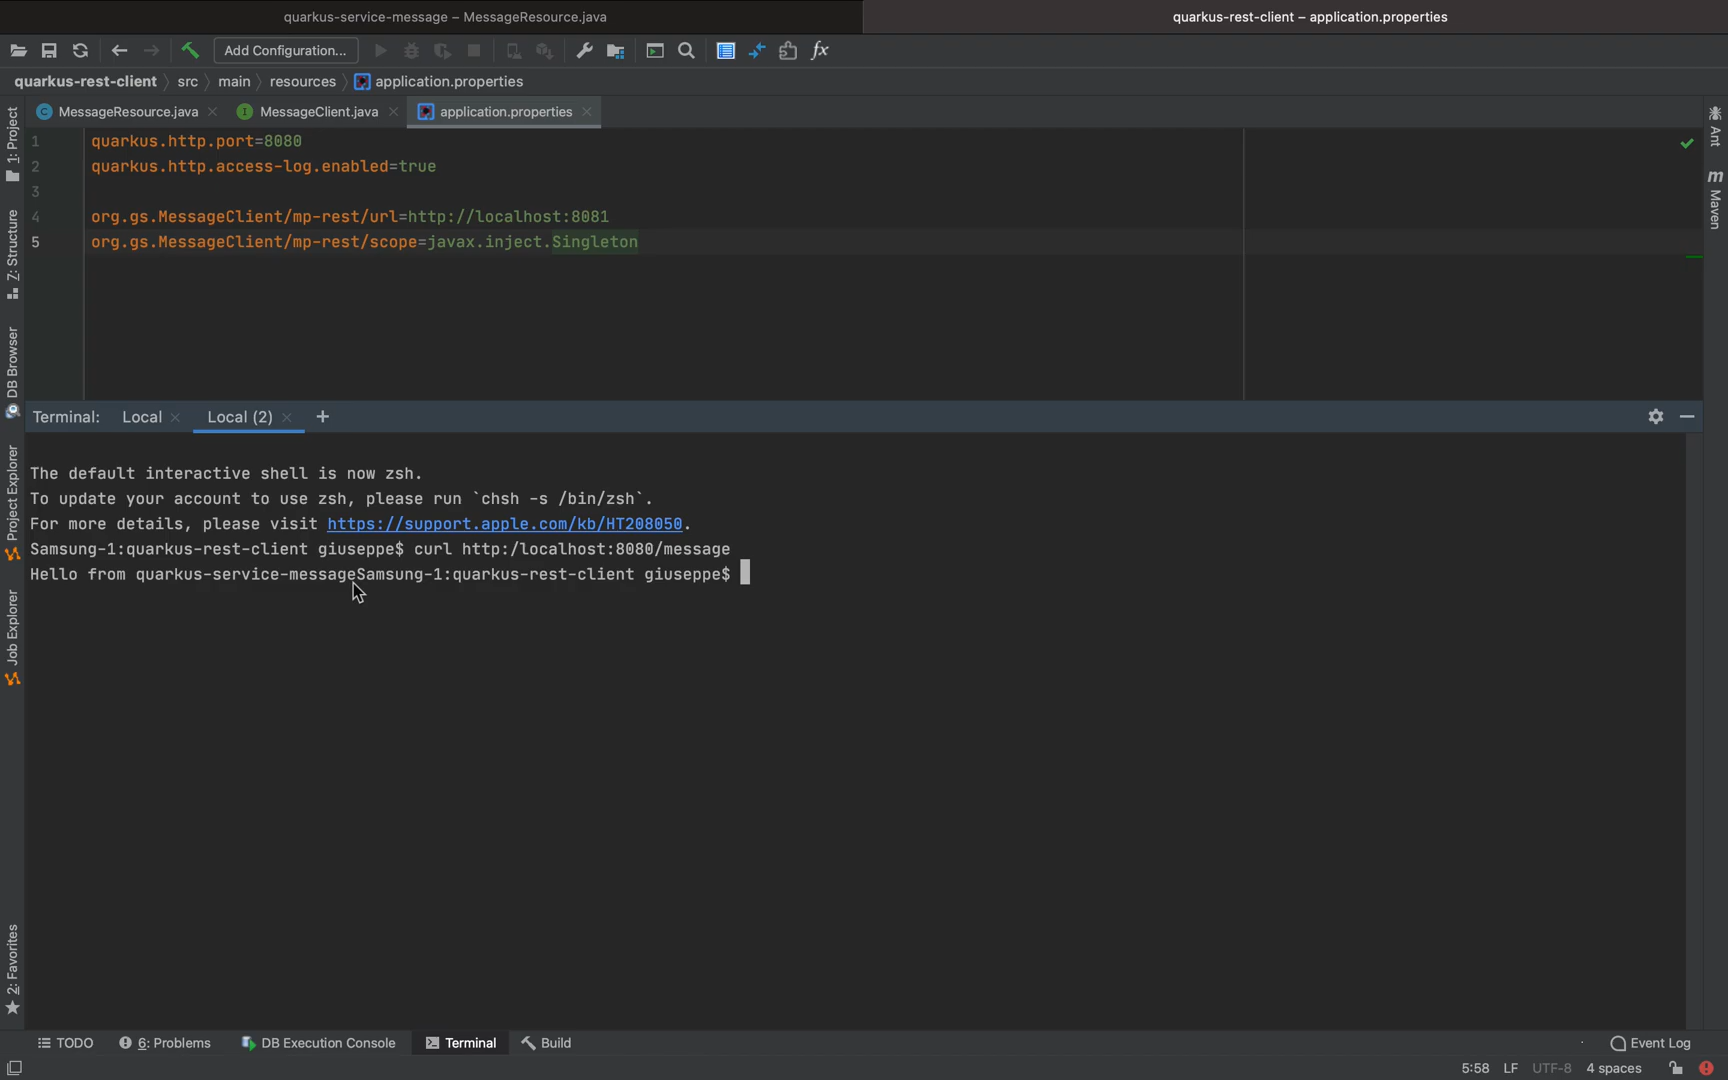 quarkus-service-message – MessageResource.java
quarkus-rest-client – application.properties
Add Configuration...
quarkus-rest-client
src
main
resources
application.properties
MessageResource.java
MessageClient.java
application.properties
1 quarkus.http.port=8080
2 quarkus.http.access-log.enabled=true
3
4 org.gs.MessageClient/mp-rest/url=http://localhost:8081
5 org.gs.MessageClient/mp-rest/scope=javax.inject.Singleton
1: Project
Z: Structure
DB Browser
Project Explorer
Job Explorer
2: Favorites
Ant
m Maven
Terminal: Local Local (2) +
The default interactive shell is now zsh.
To update your account to use zsh, please run `chsh -s /bin/zsh`.
For more details, please visit https://support.apple.com/kb/HT208050.
Samsung-1:quarkus-rest-client giuseppe$ curl http:/localhost:8080/message
Hello from quarkus-service-messageSamsung-1:quarkus-rest-client giuseppe$
TODO
6: Problems
DB Execution Console
Terminal
Build
Event Log
5:58 LF UTF-8 4 spaces